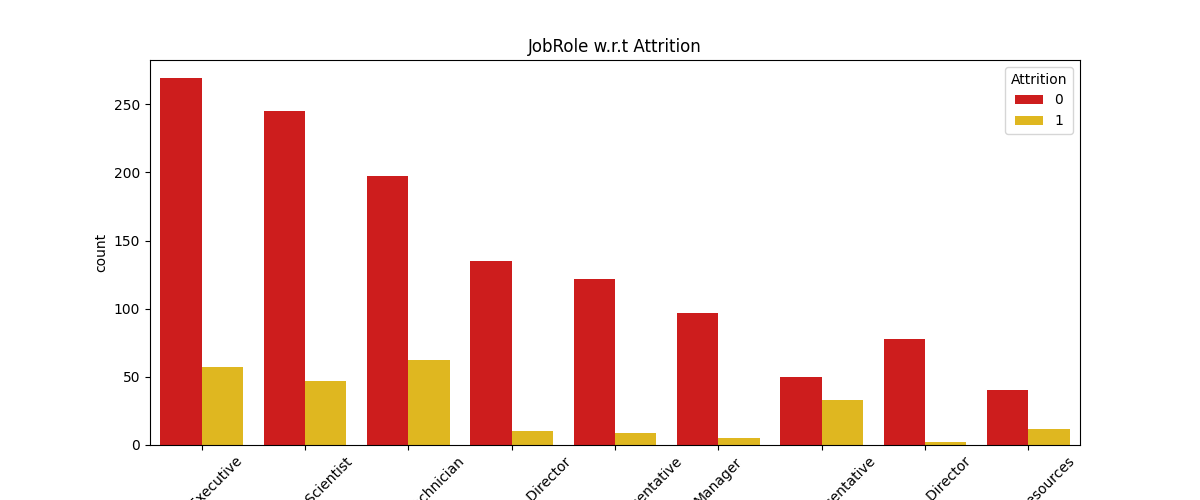 JobRole w.r.t Attrition
Attrition
0
1
count
250
200
150
100
50
0
Executive
Scientist
chnician
Director
entative
Manager
entative
Director
esources